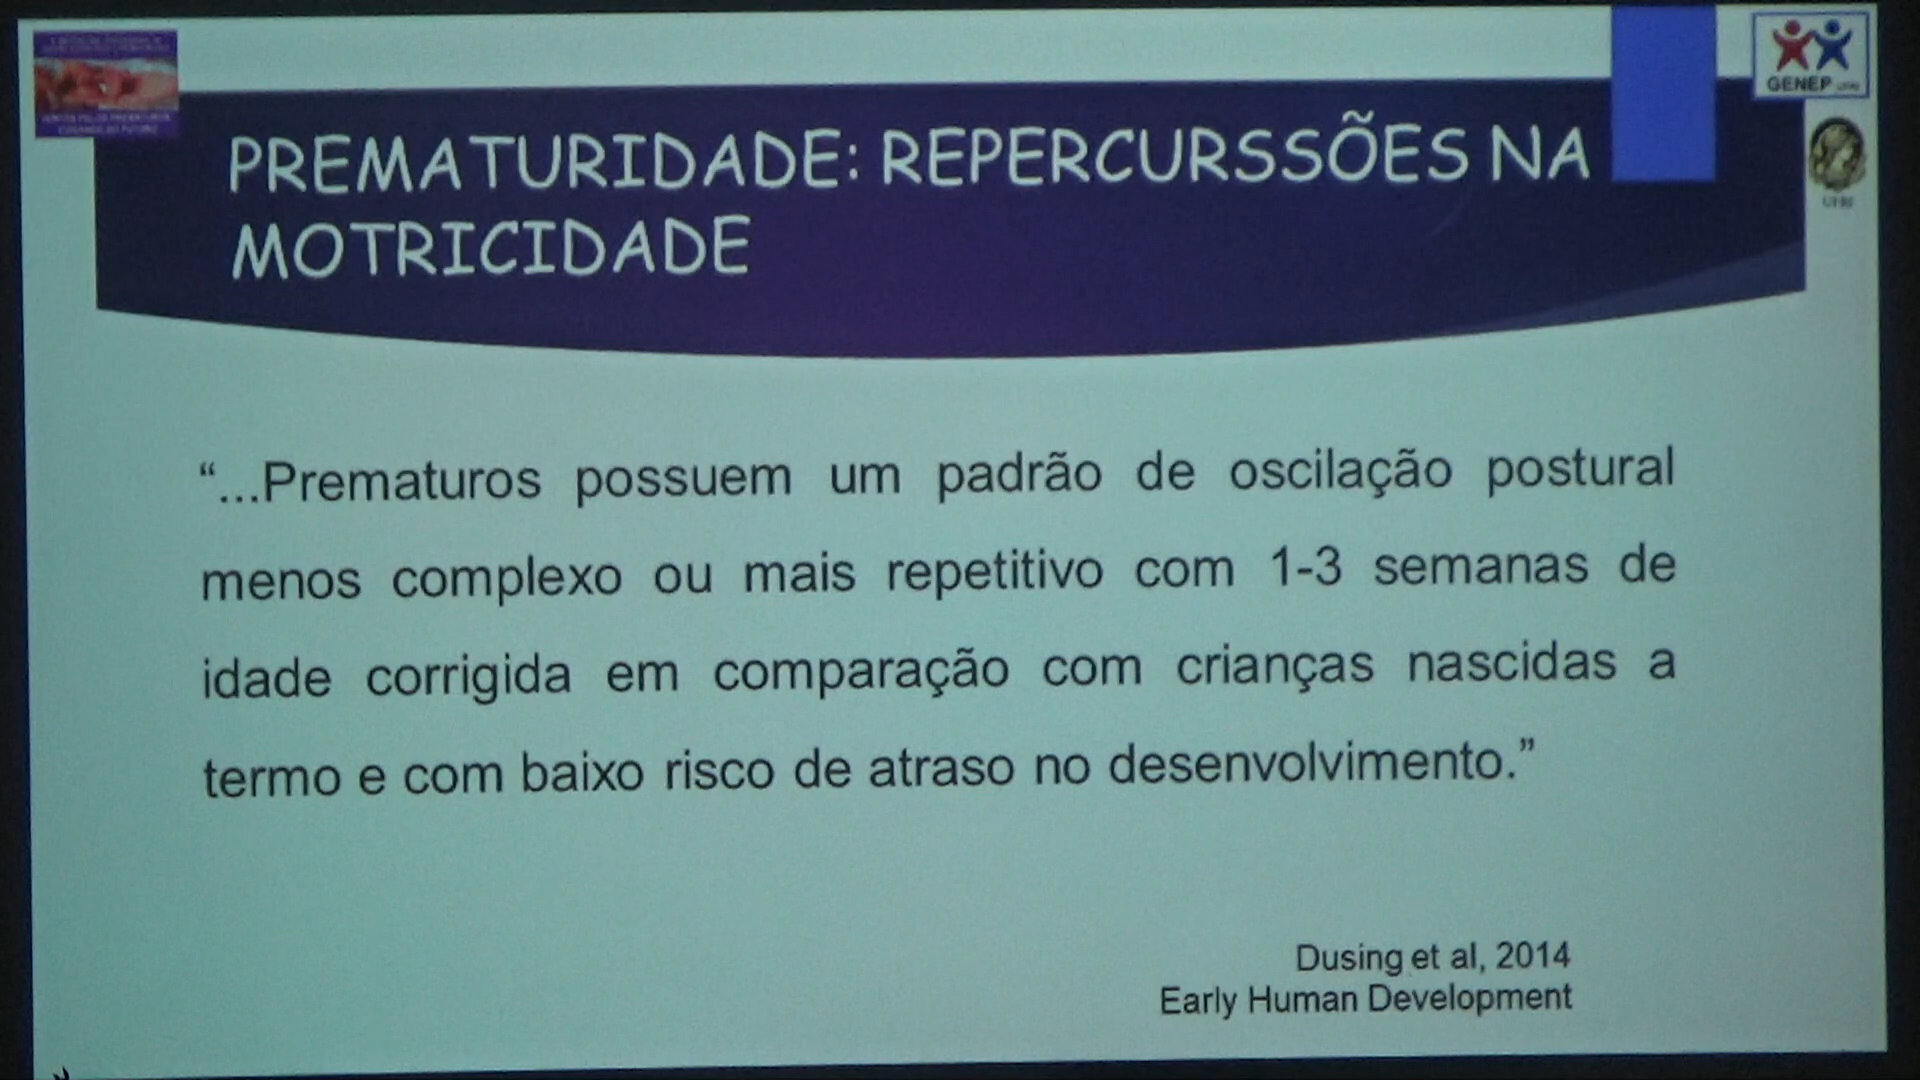 PREMATURIDADE: REPERCURSSÕES NA
MOTRICIDADE
GENEP
UFRJ
“...Prematuros possuem um padrão de oscilação postural
menos complexo ou mais repetitivo com 1-3 semanas de
idade corrigida em comparação com crianças nascidas a
termo e com baixo risco de atraso no desenvolvimento.”
Dusing et al, 2014
Early Human Development